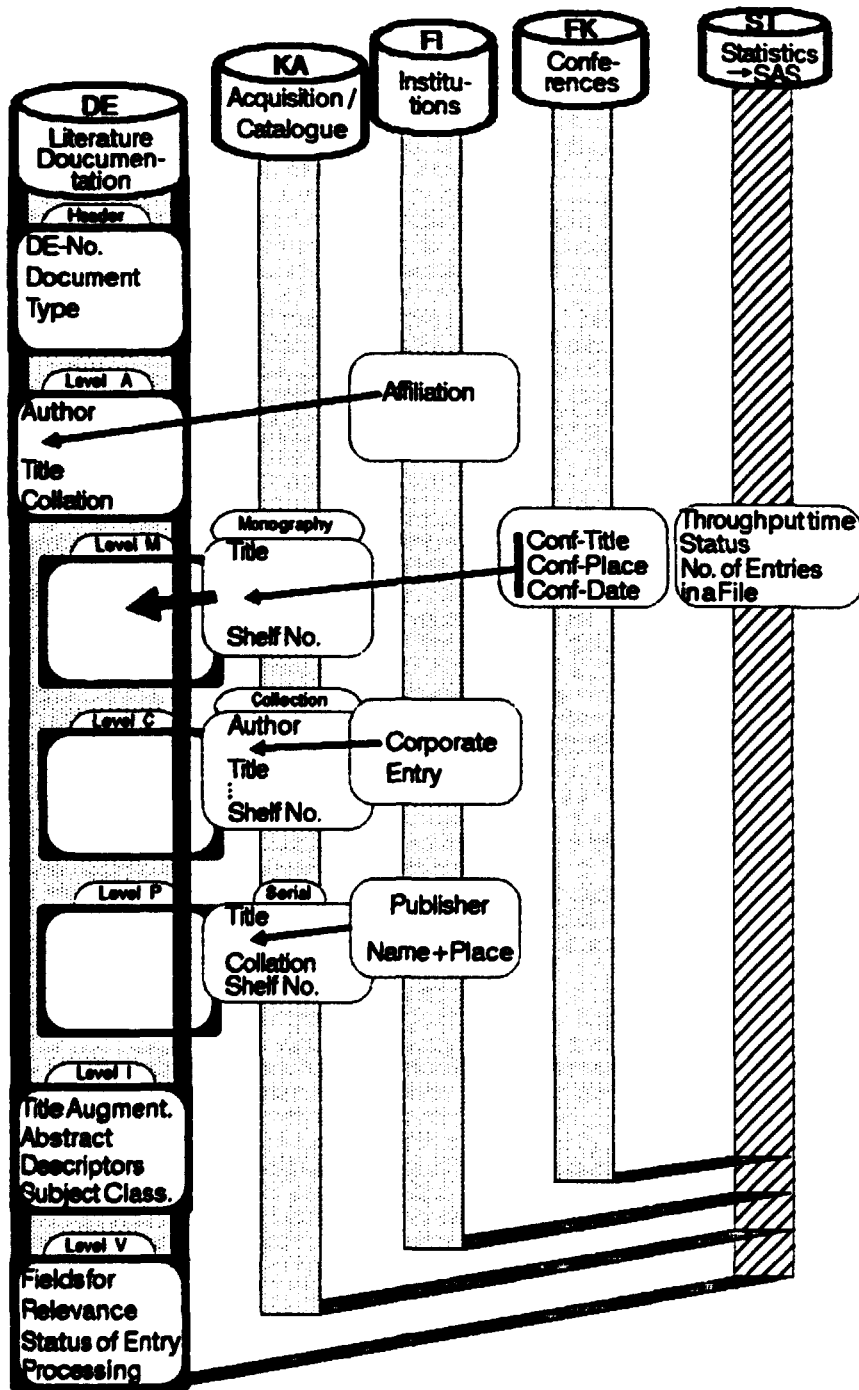 DE
Literature
Doucumen-
tation
KA
Acquisition /
Catalogue
FI
Institu-
tions
FK
Confe-
rences
ST
Statistics
→SAS
Header
DE-No.
Document
Type
Level A
Author
Title
Collation
Affiliation
Level M
Monography
Title
Shelf No.
Conf-Title
Conf-Place
Conf-Date
Throughput time
Status
No. of Entries
in a File
Level C
Collection
Author
Title
⋮
Shelf No.
Corporate
Entry
Level P
Serial
Title
Collation
Shelf No.
Publisher
Name + Place
Level I
Title Augment.
Abstract
Descriptors
Subject Class.
Level V
Fields for
Relevance
Status of Entry
Processing